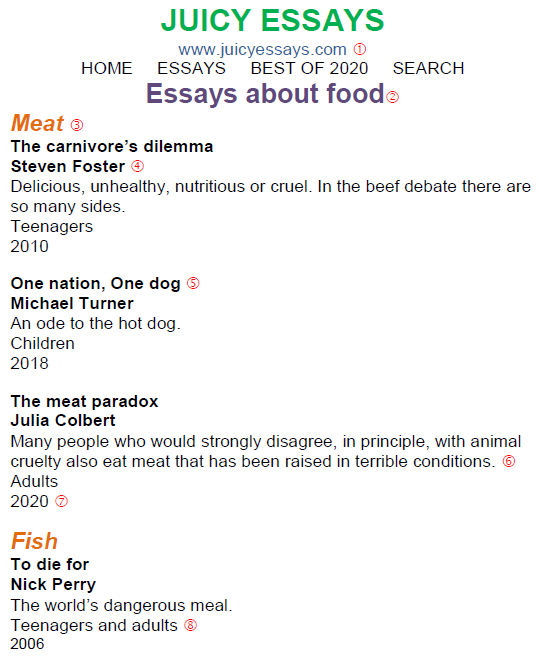 JUICY ESSAYS
www.juicyessays.com ①
HOME ESSAYS BEST OF 2020 SEARCH
Essays about food②
Meat ③
The carnivore’s dilemma
Steven Foster ④
Delicious, unhealthy, nutritious or cruel. In the beef debate there are
so many sides.
Teenagers
2010
One nation, One dog ⑤
Michael Turner
An ode to the hot dog.
Children
2018
The meat paradox
Julia Colbert
Many people who would strongly disagree, in principle, with animal
cruelty also eat meat that has been raised in terrible conditions. ⑥
Adults
2020 ⑦
Fish
To die for
Nick Perry
The world’s dangerous meal.
Teenagers and adults ⑧
2006